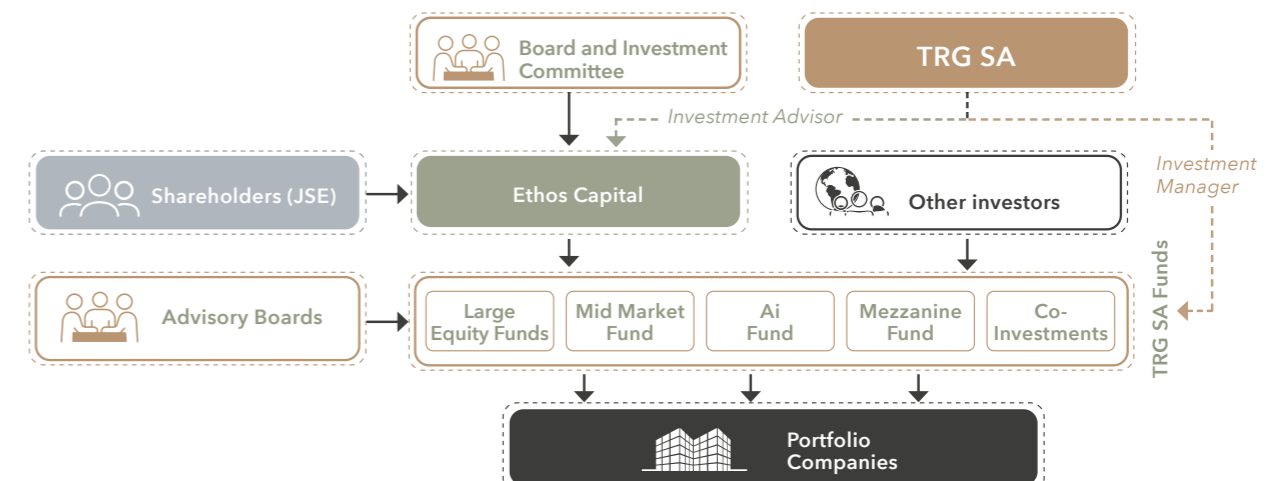 Board and Investment
Committee
TRG SA
Investment Advisor
Shareholders (JSE)
Ethos Capital
Other investors
Investment
Manager
Advisory Boards
Large
Equity Funds
Mid Market
Fund
Ai
Fund
Mezzanine
Fund
Co-
Investments
TRG SA Funds
Portfolio
Companies